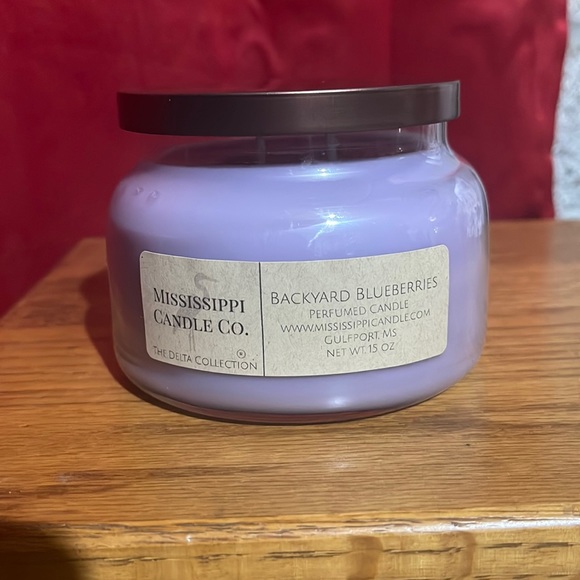 Mississippi
Candle Co.
The Delta Collection
Backyard Blueberries
Perfumed Candle
www.mississippicandle.com
Gulfport, MS
Net Wt. 15 oz